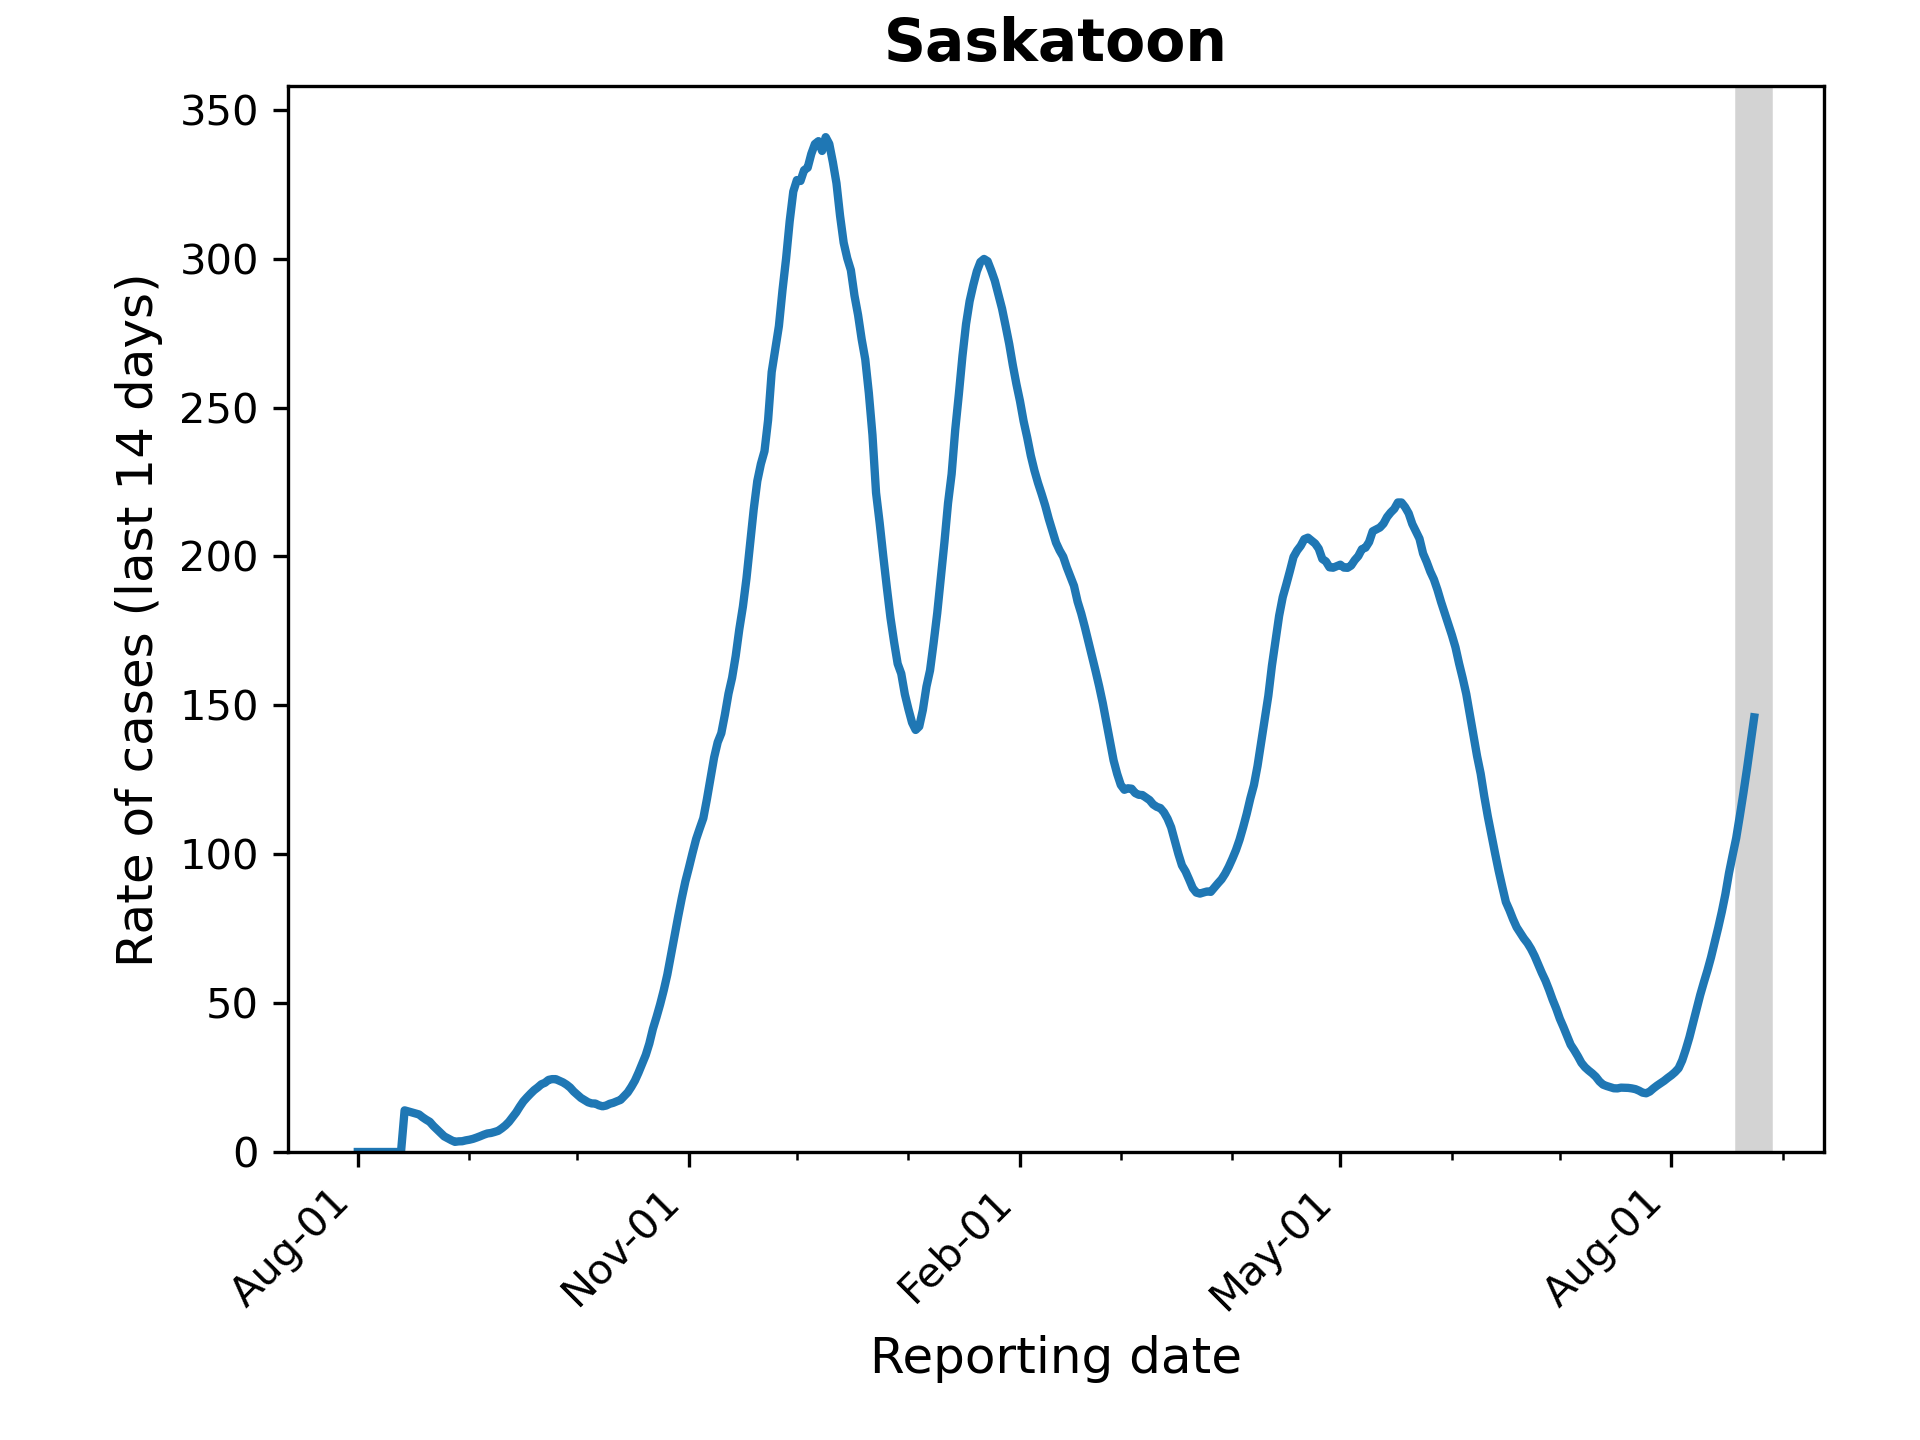 Saskatoon
Rate of cases (last 14 days)
350
300
250
200
150
100
50
0
Aug-01
Nov-01
Feb-01
May-01
Aug-01
Reporting date